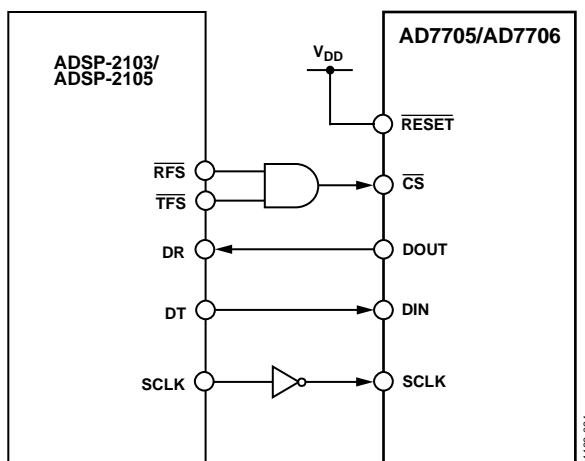 ADSP-2103/
ADSP-2105
AD7705/AD7706
VDD
RESET
RFS
TFS
CS
DR
DOUT
DT
DIN
SCLK
SCLK